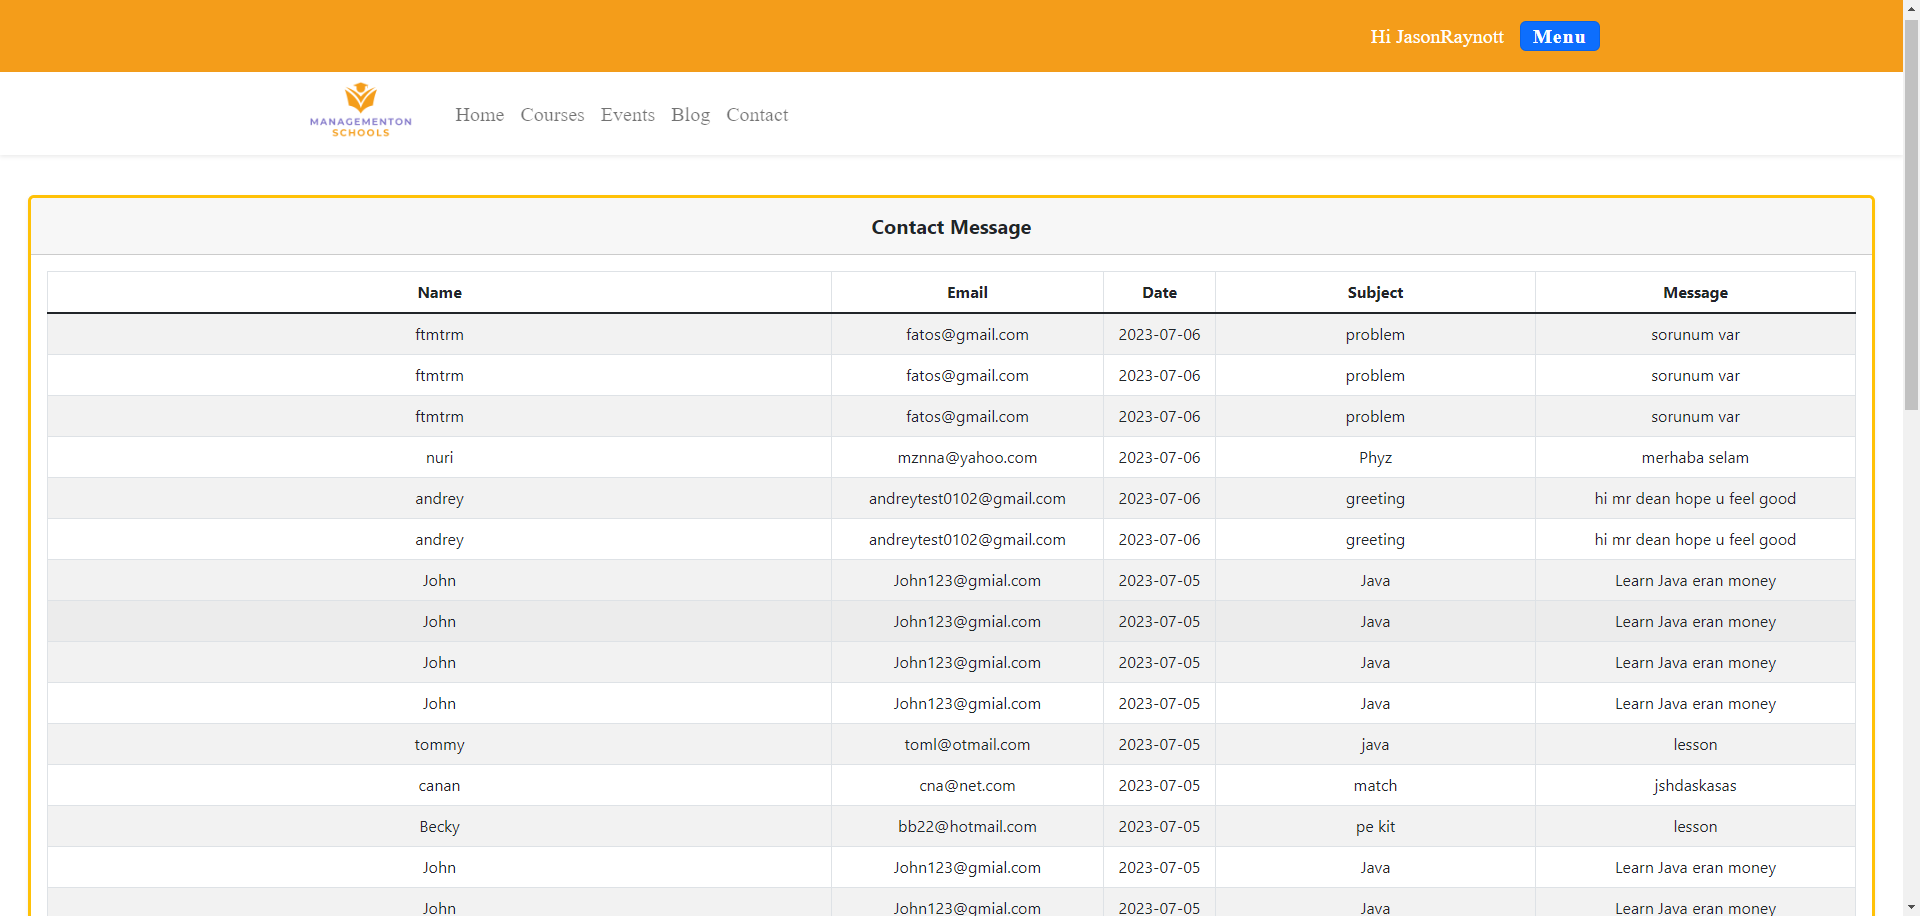 Hi JasonRaynott Menu
MANAGEMENTON
SCHOOLS
Home Courses Events Blog Contact
Contact Message
Name Email Date Subject Message
ftmtrm fatos@gmail.com 2023-07-06 problem sorunum var
ftmtrm fatos@gmail.com 2023-07-06 problem sorunum var
ftmtrm fatos@gmail.com 2023-07-06 problem sorunum var
nuri mznna@yahoo.com 2023-07-06 Phyz merhaba selam
andrey andreytest0102@gmail.com 2023-07-06 greeting hi mr dean hope u feel good
andrey andreytest0102@gmail.com 2023-07-06 greeting hi mr dean hope u feel good
John John123@gmial.com 2023-07-05 Java Learn Java eran money
John John123@gmial.com 2023-07-05 Java Learn Java eran money
John John123@gmial.com 2023-07-05 Java Learn Java eran money
John John123@gmial.com 2023-07-05 Java Learn Java eran money
tommy toml@otmail.com 2023-07-05 java lesson
canan cna@net.com 2023-07-05 match jshdaskasas
Becky bb22@hotmail.com 2023-07-05 pe kit lesson
John John123@gmial.com 2023-07-05 Java Learn Java eran money
John John123@gmial.com 2023-07-05 Java Learn Java eran money